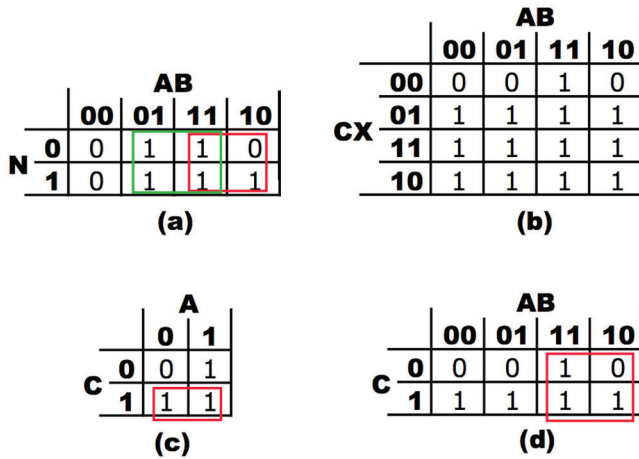 AB
00 01 11 10
N 0 0 1 1 0
1 0 1 1 1
(a)
AB
00 01 11 10
00 0 0 1 0
CX 01 1 1 1 1
11 1 1 1 1
10 1 1 1 1
(b)
A
0 1
C 0 0 1
1 1 1
(c)
AB
00 01 11 10
C 0 0 0 1 0
1 1 1 1 1
(d)